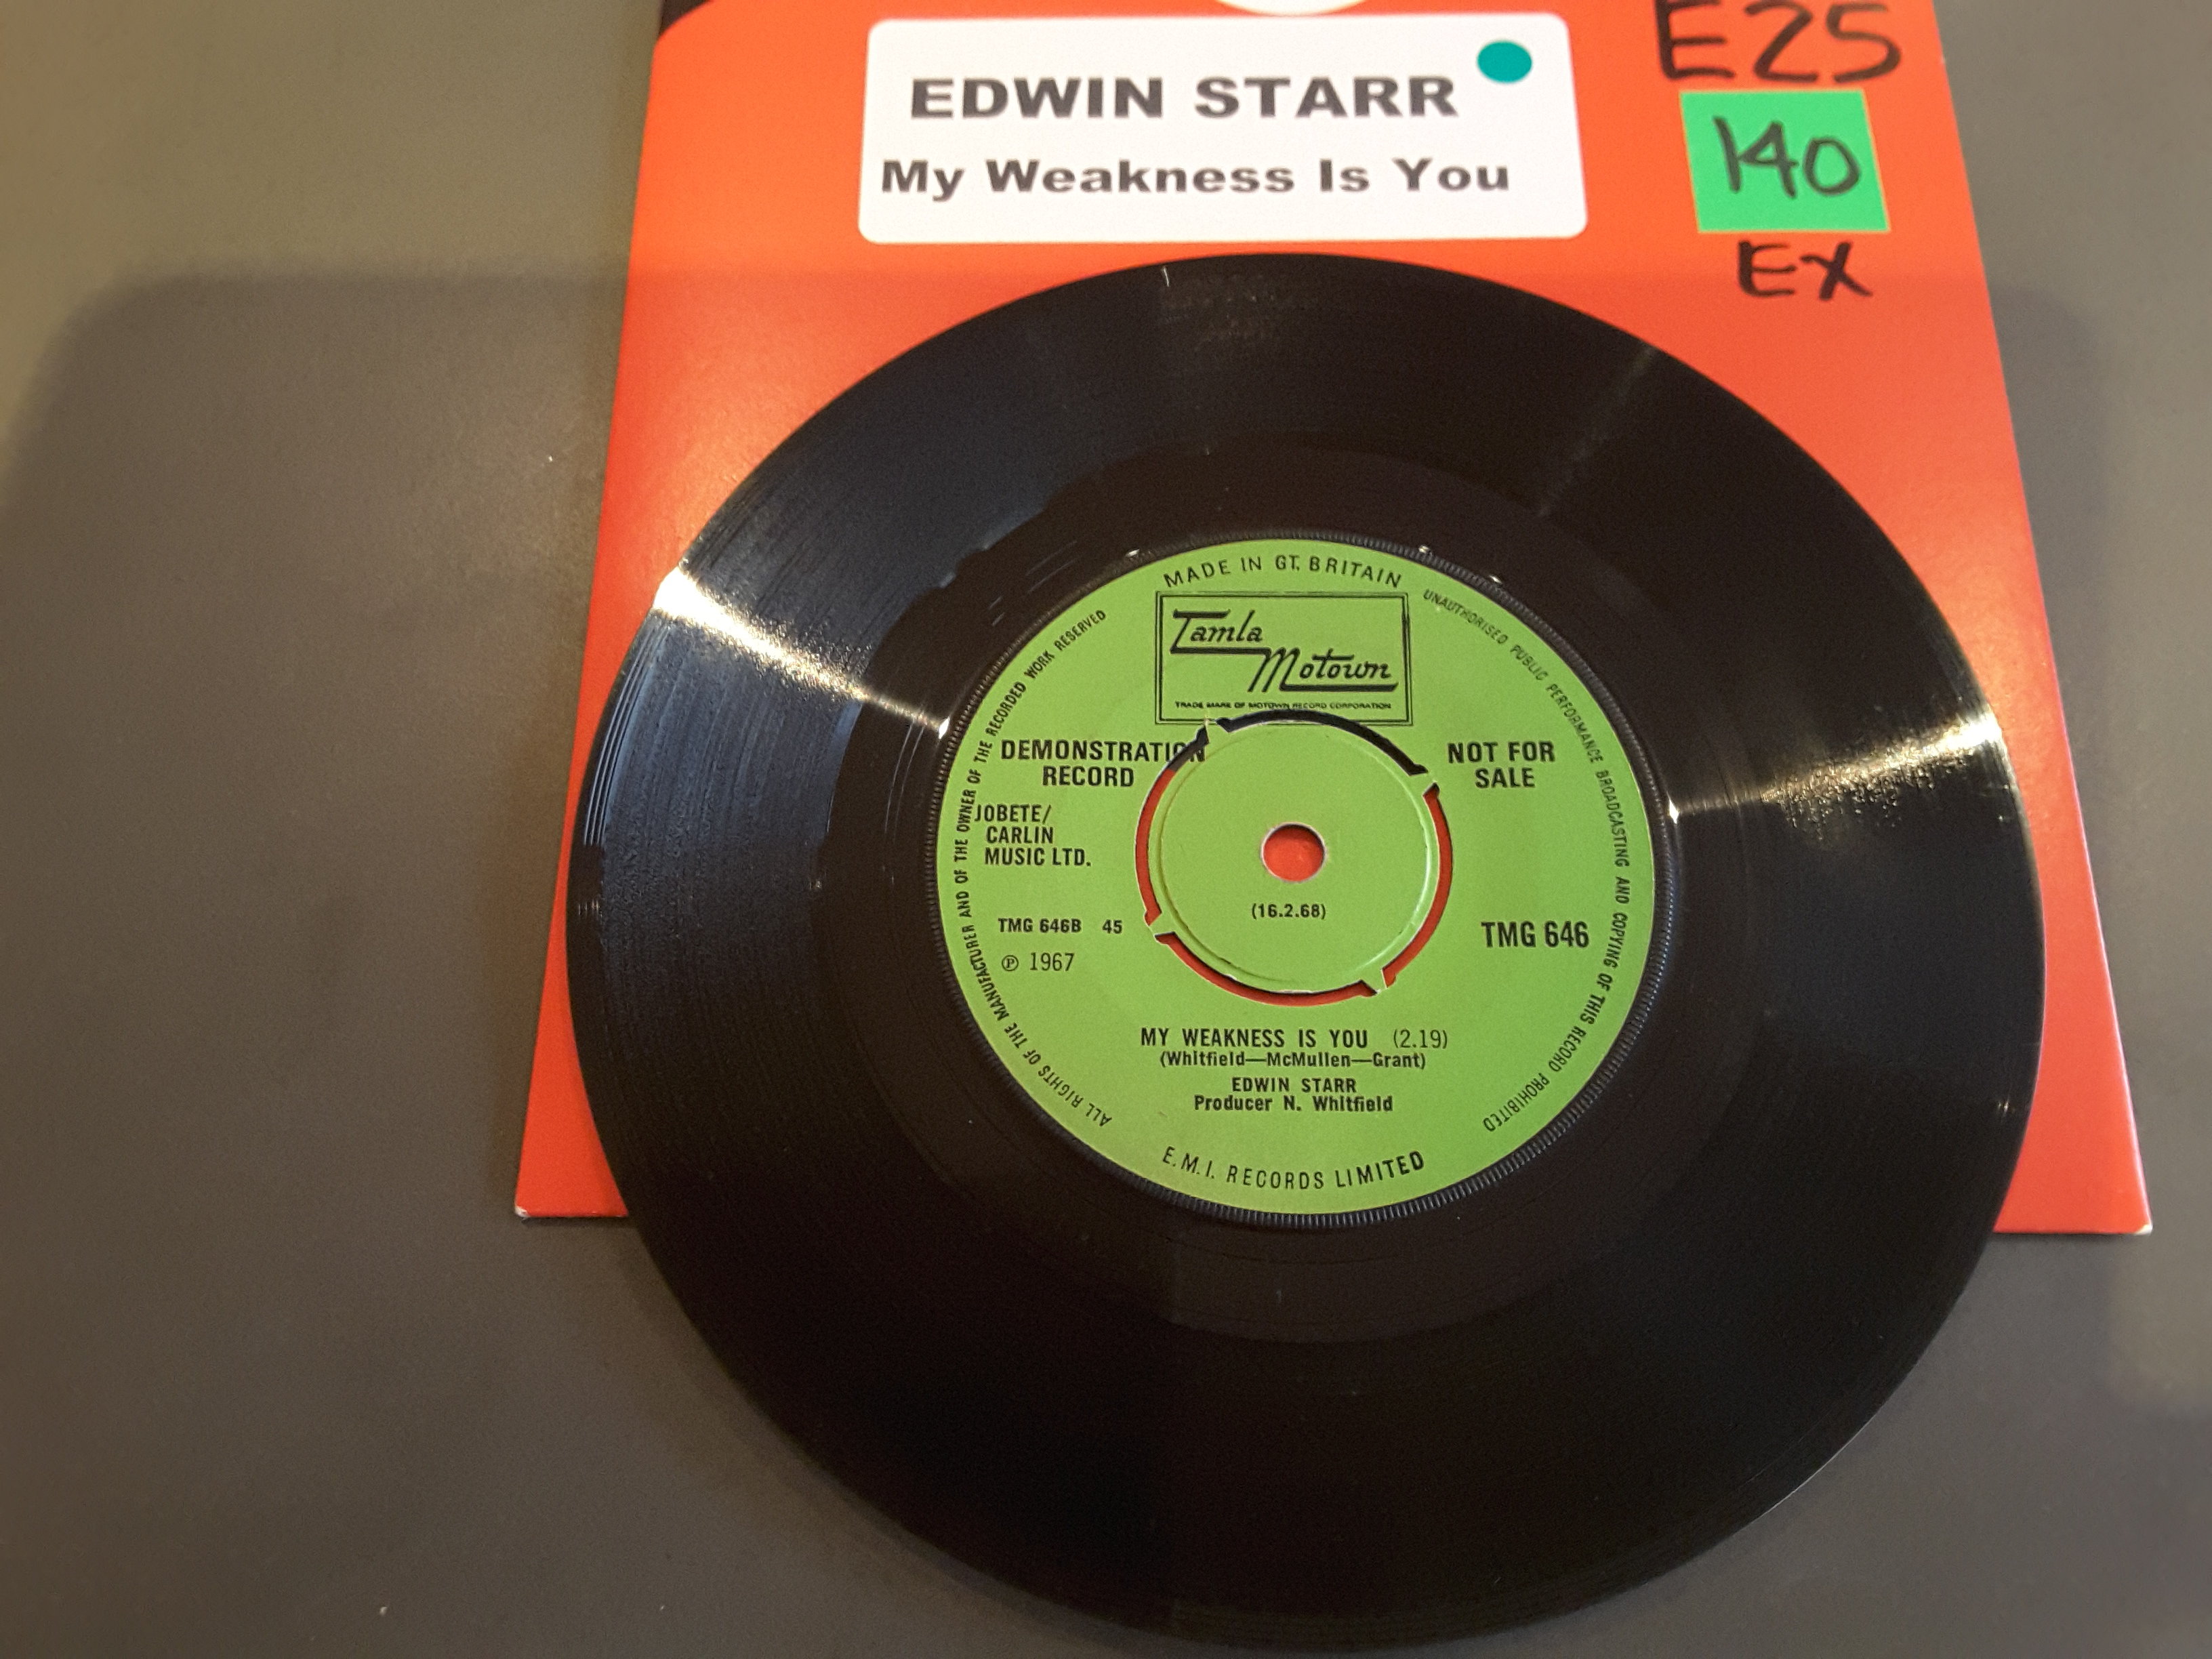 EDWIN STARR
My Weakness Is You
E25
140
EX
MADE IN GT. BRITAIN
Tamla
Motown
TRADE MARK OF MOTOWN RECORD CORPORATION
ALL RIGHTS OF THE MANUFACTURER AND OF THE OWNER OF THE RECORDED WORK RESERVED
UNAUTHORISED PUBLIC PERFORMANCE BROADCASTING AND COPYING OF THIS RECORD PROHIBITED
DEMONSTRATION
RECORD
NOT FOR
SALE
JOBETE/
CARLIN
MUSIC LTD.
(16.2.68)
TMG 646B 45
℗ 1967
TMG 646
MY WEAKNESS IS YOU (2.19)
(Whitfield—McMullen—Grant)
EDWIN STARR
Producer N. Whitfield
E.M.I. RECORDS LIMITED